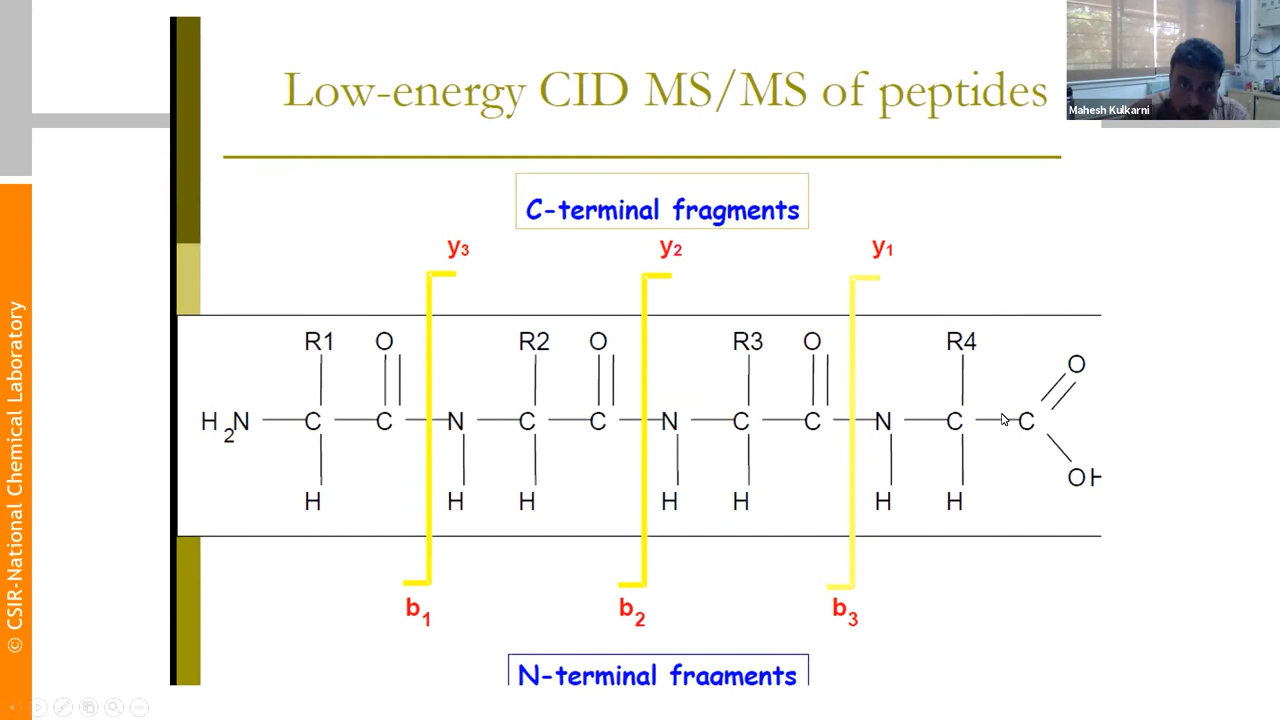 Low-energy CID MS/MS of peptides
Mahesh Kulkarni
C-terminal fragments
y3 y2 y1
R1 O R2 O R3 O R4 O
H2N C C N C C N C C N C C
OH
H H H H H H H
b1 b2 b3
N-terminal fragments
© CSIR-National Chemical Laboratory